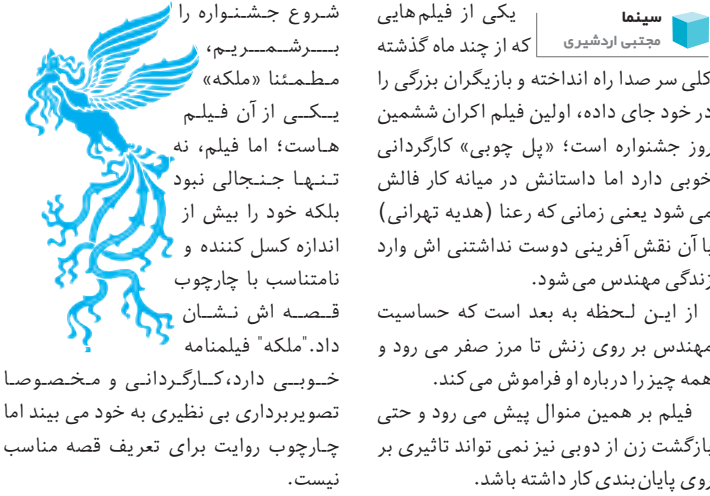 سینما
مجتبی اردشیری
یکی از فیلم‌هایی
که از چند ماه گذشته
کلی سر صدا راه انداخته و بازیگران بزرگی را
در خود جای داده، اولین فیلم اکران ششمین
روز جشنواره است؛ «پل چوبی» کارگردانی
خوبی دارد اما داستانش در میانه کار فالش
می شود یعنی زمانی که رعنا (هدیه تهرانی)
با آن نقش آفرینی دوست نداشتنی اش وارد
زندگی مهندس می‌شود.
از این لحظه به بعد است که حساسیت
مهندس بر روی زنش تا مرز صفر می رود و
همه چیز را درباره او فراموش می‌کند.
فیلم بر همین منوال پیش می رود و حتی
بازگشت زن از دوبی نیز نمی تواند تاثیری بر
روی پایان‌بندی کار داشته باشد.
شروع جشنواره را
برشمریم،
مطمئنا «ملکه»
یکی از آن فیلم
هاست؛ اما فیلم، نه
تنها جنجالی نبود
بلکه خود را بیش از
اندازه کسل کننده و
نامتناسب با چارچوب
قصه اش نشان
داد."ملکه" فیلمنامه
خوبی دارد،کارگردانی و مخصوصا
تصویربرداری بی نظیری به خود می بیند اما
چارچوب روایت برای تعریف قصه مناسب
نیست.